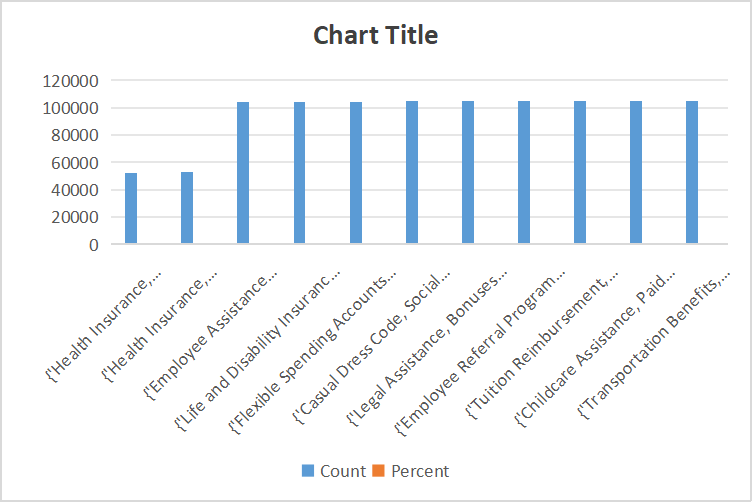 Chart Title
120000
100000
80000
60000
40000
20000
0
{'Health Insurance,...
{'Health Insurance,...
{'Employee Assistance...
{'Life and Disability Insuranc...
{'Flexible Spending Accounts...
{'Casual Dress Code, Social...
{'Legal Assistance, Bonuses...
{'Employee Referral Program...
{'Tuition Reimbursement,...
{'Childcare Assistance, Paid...
{'Transportation Benefits,...
Count Percent